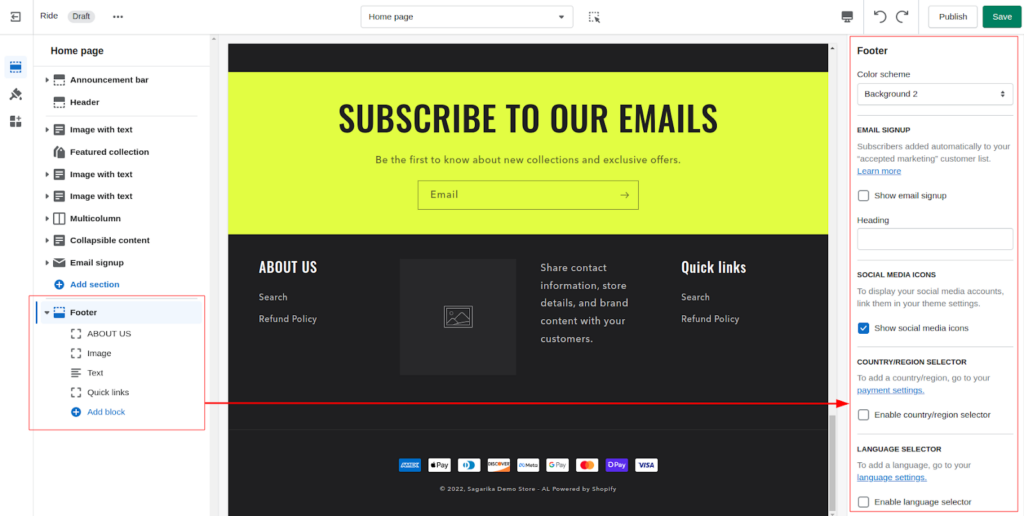 Ride
Draft
Home page
Publish
Save
Home page
Announcement bar
Header
Image with text
Featured collection
Image with text
Image with text
Multicolumn
Collapsible content
Email signup
Add section
Footer
ABOUT US
Image
Text
Quick links
Add block
SUBSCRIBE TO OUR EMAILS
Be the first to know about new collections and exclusive offers.
Email
ABOUT US
Search
Refund Policy
Share contact
information, store
details, and brand
content with your
customers.
Quick links
Search
Refund Policy
Pay
DISCOVER
Meta
G Pay
Pay
VISA
© 2022, Sagarika Demo Store - AL Powered by Shopify
Footer
Color scheme
Background 2
EMAIL SIGNUP
Subscribers added automatically to your
"accepted marketing" customer list.
Learn more
Show email signup
Heading
SOCIAL MEDIA ICONS
To display your social media accounts,
link them in your theme settings.
Show social media icons
COUNTRY/REGION SELECTOR
To add a country/region, go to your
payment settings.
Enable country/region selector
LANGUAGE SELECTOR
To add a language, go to your
language settings.
Enable language selector